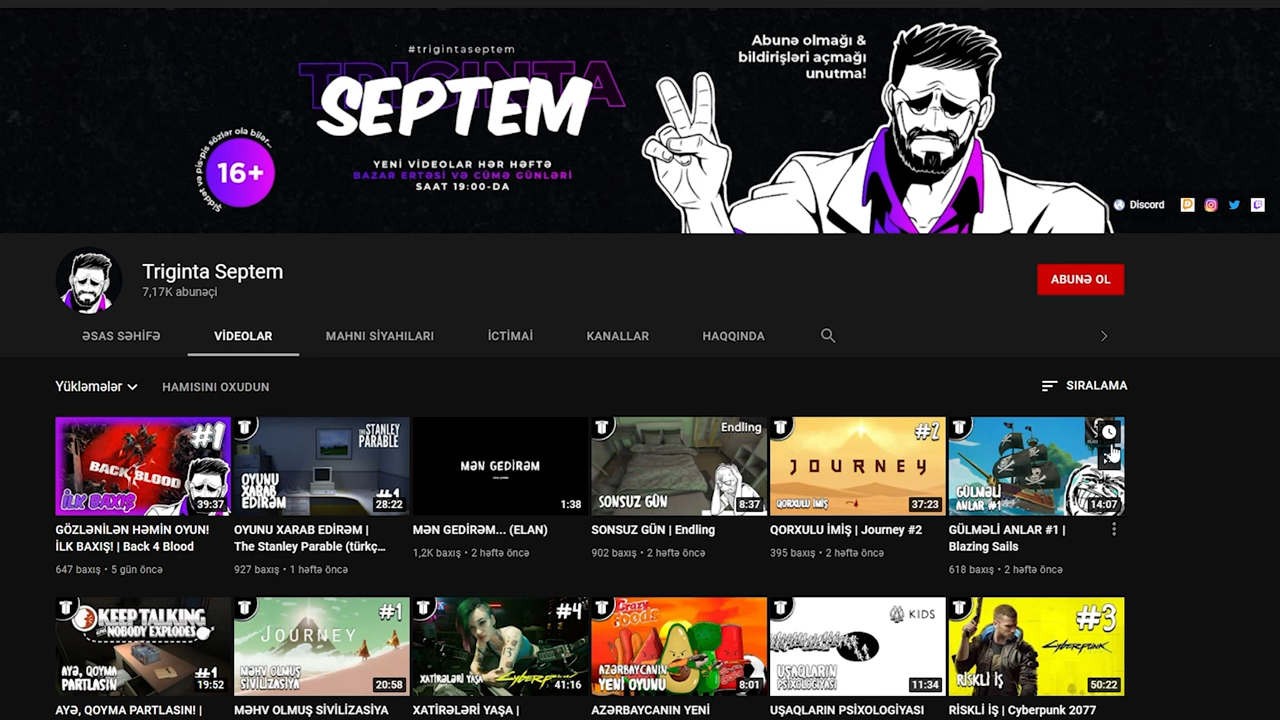 #trigintaseptem
TRIGINTA
SEPTEM
Abunə olmağı &
bildirişləri açmağı
unutma!
Şiddət və pis-pis sözlər ola bilər...
16+
YENİ VİDEOLAR HƏR HƏFTƏ
BAZAR ERTƏSİ VƏ CÜMƏ GÜNLƏRİ
SAAT 19:00-DA
Discord
Triginta Septem
7,17K abunəçi
ABUNƏ OL
ƏSAS SƏHİFƏ
VİDEOLAR
MAHNI SİYAHILARI
İCTİMAİ
KANALLAR
HAQQINDA
Yükləmələr
HAMISINI OXUDUN
SIRALAMA
#1
BACK 4 BLOOD
İLK BAXIŞ
39:37
THE STANLEY
PARABLE
OYUNU
XARAB
EDİRƏM
#1
28:22
MƏN GEDİRƏM
1:38
Endling
SONSUZ GÜN
8:37
#2
JOURNEY
QORXULU İMİŞ
37:23
GÜLMƏLİ
ANLAR #1
14:07
GÖZLƏNİLƏN HƏMİN OYUN!
İLK BAXIŞ! | Back 4 Blood
647 baxış • 5 gün öncə
OYUNU XARAB EDİRƏM |
The Stanley Parable (türkç...
927 baxış • 1 həftə öncə
MƏN GEDİRƏM... (ELAN)
1,2K baxış • 2 həftə öncə
SONSUZ GÜN | Endling
902 baxış • 2 həftə öncə
QORXULU İMİŞ | Journey #2
395 baxış • 2 həftə öncə
GÜLMƏLİ ANLAR #1 |
Blazing Sails
618 baxış • 2 həftə öncə
KEEP TALKING
AND NOBODY EXPLODES
AYƏ, QOYMA
PARTLASIN
#1
19:52
#1
JOURNEY
MƏHV OLMUŞ
SİVİLİZASİYA
20:58
#4
XATİRƏLƏRİ YAŞA
Cyberpunk
41:16
Crazy
Foods
AZƏRBAYCANIN
YENİ OYUNU
8:01
KIDS
UŞAQLARIN
PSİXOLOGİYASI
11:34
#3
Cyberpunk
RİSKLİ İŞ
50:22
AYƏ, QOYMA PARTLASIN! |
MƏHV OLMUŞ SİVİLİZASİYA
XATİRƏLƏRİ YAŞA |
AZƏRBAYCANIN YENİ
UŞAQLARIN PSİXOLOGİYASI
RİSKLİ İŞ | Cyberpunk 2077